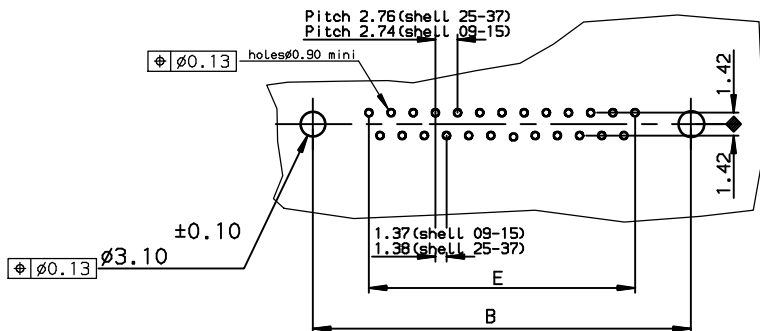 Pitch 2.76(shell 25-37)
Pitch 2.74(shell 09-15)
⌖ ø0.13
holesø0.90 mini
1.42
1.42
±0.10
ø3.10
⌖ ø0.13
1.37(shell 09-15)
1.38(shell 25-37)
E
B